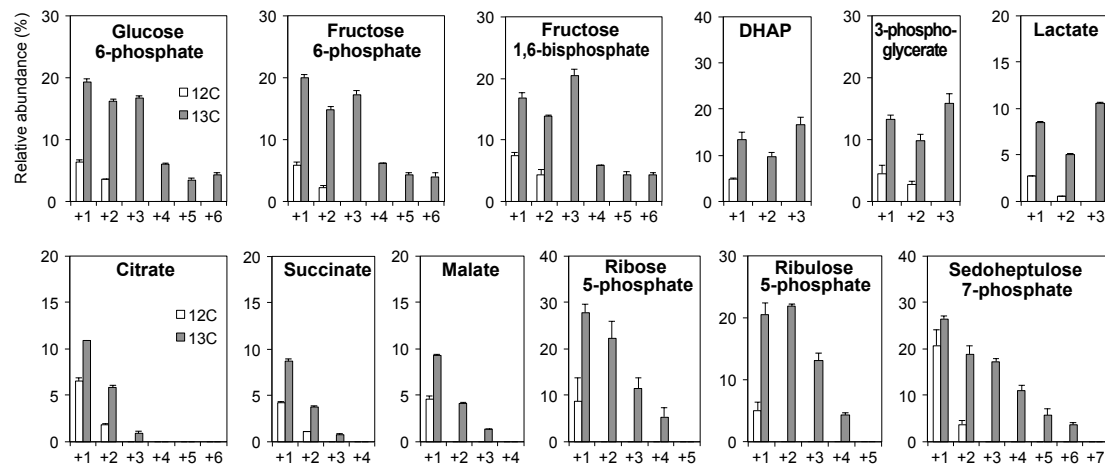 Relative abundance (%)
Glucose
6-phosphate
12C
13C
30
20
10
0
+1 +2 +3 +4 +5 +6
Fructose
6-phosphate
30
20
10
0
+1 +2 +3 +4 +5 +6
Fructose
1,6-bisphosphate
30
20
10
0
+1 +2 +3 +4 +5 +6
DHAP
40
30
20
10
0
+1 +2 +3
3-phospho-
glycerate
30
20
10
0
+1 +2 +3
Lactate
20
15
10
5
0
+1 +2 +3
Citrate
12C
13C
20
15
10
5
0
+1 +2 +3 +4 +5 +6
Succinate
20
15
10
5
0
+1 +2 +3 +4
Malate
20
15
10
5
0
+1 +2 +3 +4
Ribose
5-phosphate
40
30
20
10
0
+1 +2 +3 +4 +5
Ribulose
5-phosphate
30
20
10
0
+1 +2 +3 +4 +5
Sedoheptulose
7-phosphate
40
30
20
10
0
+1 +2 +3 +4 +5 +6 +7